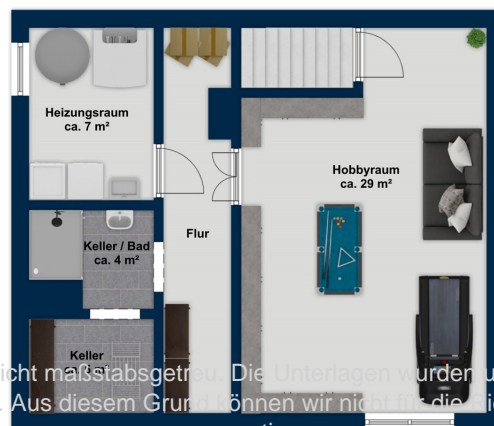 Heizungsraum
ca. 7 m²
Hobbyraum
ca. 29 m²
Flur
Keller / Bad
ca. 4 m²
Keller
icht maßstabsgetreu. Die Unterlagen wurden u
. Aus diesem Grund können wir nicht für die Ric